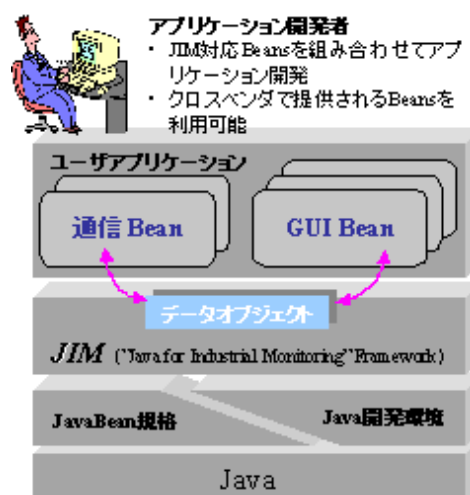 アプリケーション開発者
・ JIM対応Beansを組み合わせてアプ
リケーション開発
・ クロスベンダで提供されるBeansを
利用可能
ユーザアプリケーション
通信 Bean
GUI Bean
データオブジェクト
JIM ("Java for Industrial Monitoring" Framework)
JavaBean規格
Java開発環境
Java